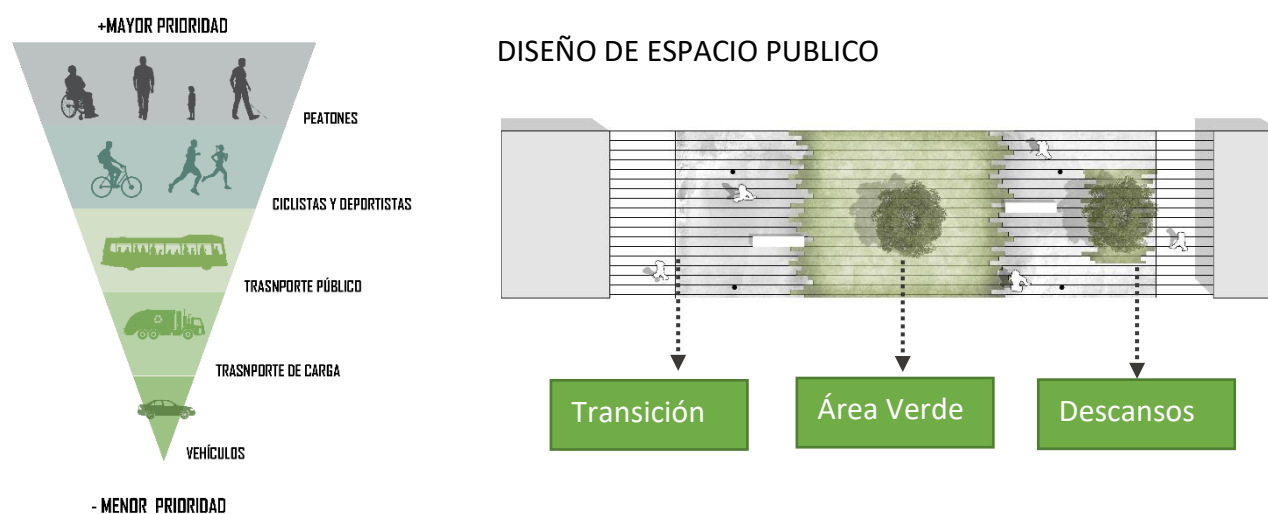 +MAYOR PRIORIDAD
PEATONES
CICLISTAS Y DEPORTISTAS
TRASNPORTE PÚBLICO
TRASNPORTE DE CARGA
VEHÍCULOS
- MENOR PRIORIDAD
DISEÑO DE ESPACIO PUBLICO
Transición
Área Verde
Descansos